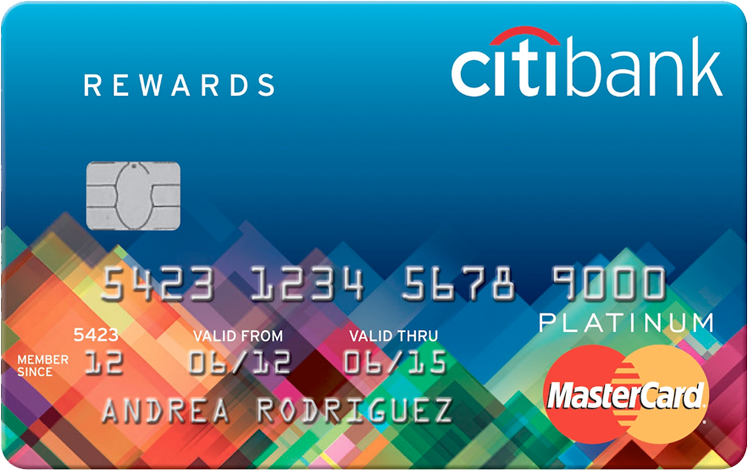 citibank
REWARDS
5423 1234 5678 9000
PLATINUM
5423 VALID FROM VALID THRU
MEMBER SINCE 12 06/12 06/15
ANDREA RODRIGUEZ
MasterCard